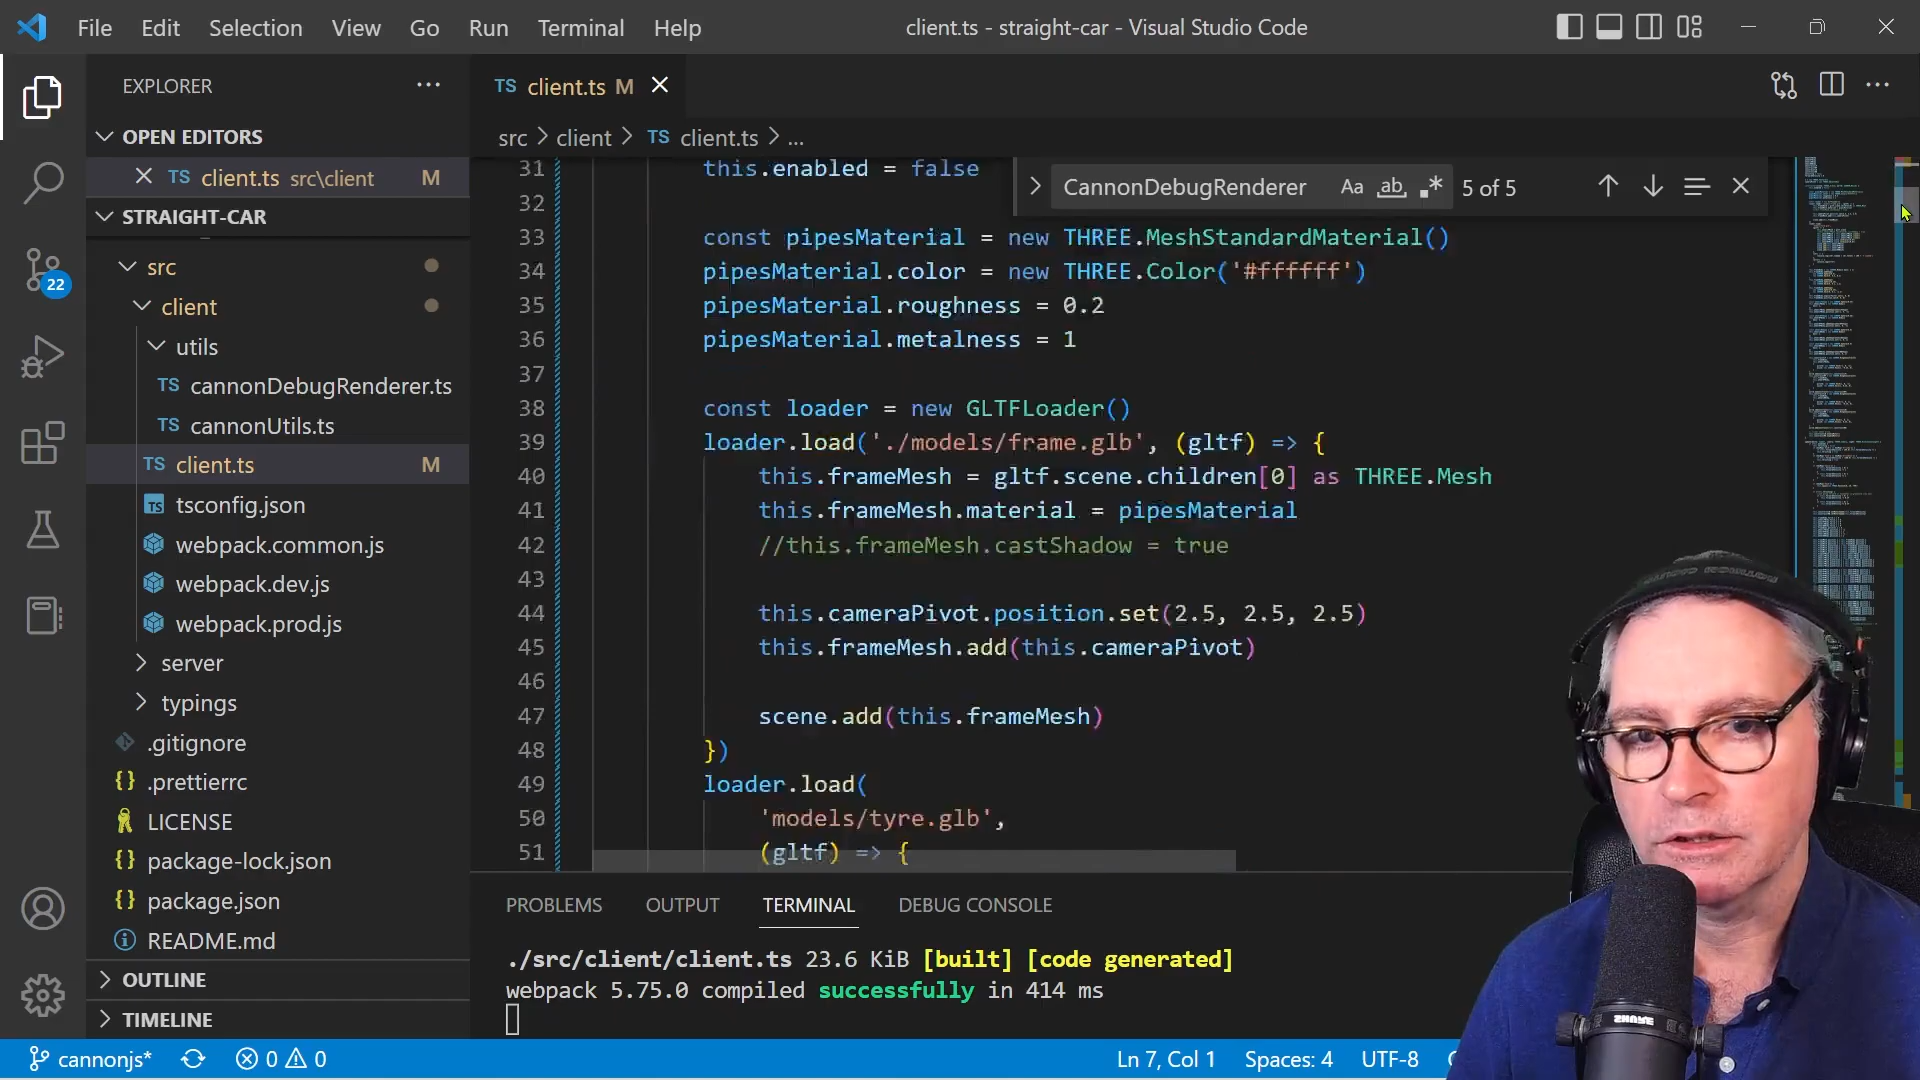 File Edit Selection View Go Run Terminal Help
client.ts - straight-car - Visual Studio Code
EXPLORER
OPEN EDITORS
TS client.ts src\client M
STRAIGHT-CAR
src
client
utils
TS cannonDebugRenderer.ts
TS cannonUtils.ts
TS client.ts M
TS tsconfig.json
webpack.common.js
webpack.dev.js
webpack.prod.js
server
typings
.gitignore
{} .prettierrc
LICENSE
{} package-lock.json
{} package.json
README.md
OUTLINE
TIMELINE
22
TS client.ts M
src > client > TS client.ts > ...
CannonDebugRenderer Aa ab .* 5 of 5
31 this.enabled = false
32
33 const pipesMaterial = new THREE.MeshStandardMaterial()
34 pipesMaterial.color = new THREE.Color('#ffffff')
35 pipesMaterial.roughness = 0.2
36 pipesMaterial.metalness = 1
37
38 const loader = new GLTFLoader()
39 loader.load('./models/frame.glb', (gltf) => {
40 this.frameMesh = gltf.scene.children[0] as THREE.Mesh
41 this.frameMesh.material = pipesMaterial
42 //this.frameMesh.castShadow = true
43
44 this.cameraPivot.position.set(2.5, 2.5, 2.5)
45 this.frameMesh.add(this.cameraPivot)
46
47 scene.add(this.frameMesh)
48 })
49 loader.load(
50 'models/tyre.glb',
51 (gltf) => {
PROBLEMS OUTPUT TERMINAL DEBUG CONSOLE
./src/client/client.ts 23.6 KiB [built] [code generated]
webpack 5.75.0 compiled successfully in 414 ms
cannonjs* 0 0 Ln 7, Col 1 Spaces: 4 UTF-8
SHURE